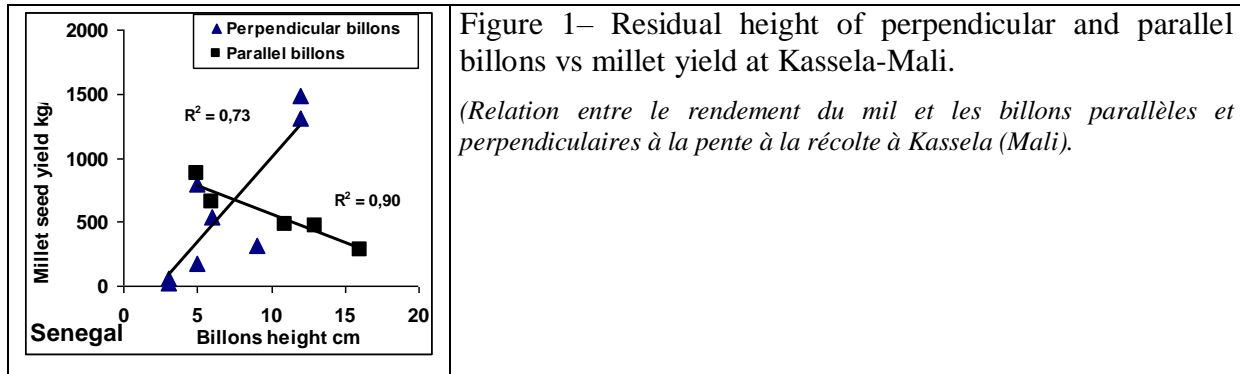 2000
1500
1000
500
0
0
5
10
15
20
Perpendicular billons
Parallel billons
R² = 0,73
R² = 0,90
Millet seed yield kg/
Billons height cm
Senegal
Figure 1– Residual height of perpendicular and parallel
billons vs millet yield at Kassela-Mali.
(Relation entre le rendement du mil et les billons parallèles et
perpendiculaires à la pente à la récolte à Kassela (Mali).